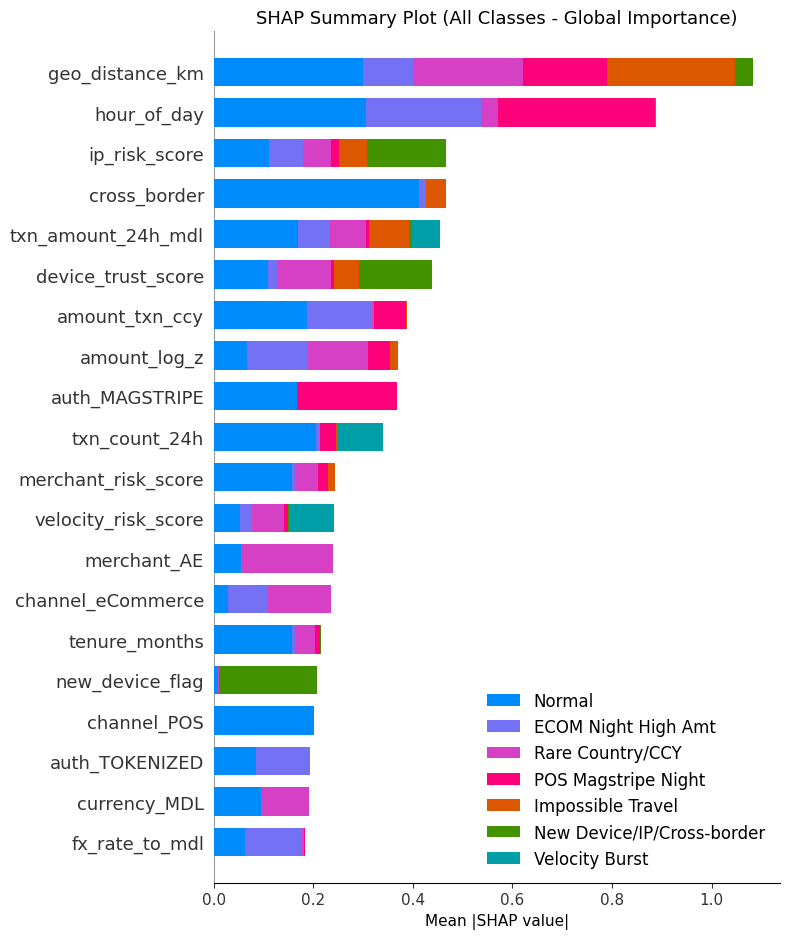 SHAP Summary Plot (All Classes - Global Importance)
geo_distance_km
hour_of_day
ip_risk_score
cross_border
txn_amount_24h_mdl
device_trust_score
amount_txn_ccy
amount_log_z
auth_MAGSTRIPE
txn_count_24h
merchant_risk_score
velocity_risk_score
merchant_AE
channel_eCommerce
tenure_months
new_device_flag
channel_POS
auth_TOKENIZED
currency_MDL
fx_rate_to_mdl
Normal
ECOM Night High Amt
Rare Country/CCY
POS Magstripe Night
Impossible Travel
New Device/IP/Cross-border
Velocity Burst
0.0 0.2 0.4 0.6 0.8 1.0
Mean |SHAP value|